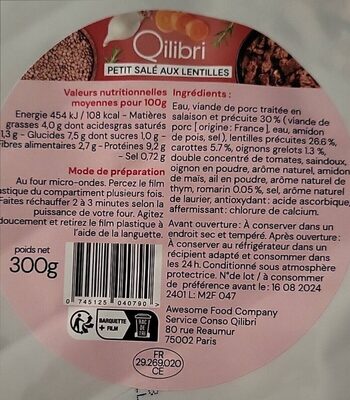 Qilibri
PETIT SALÉ AUX LENTILLES
Valeurs nutritionnelles
moyennes pour 100g
Energie 454 kJ / 108 kcal - Matières
grasses 4,0 g dont acides gras saturés
1,3 g - Glucides 7,5 g dont sucres 1,0 g -
Fibres alimentaires 2,7 g - Protéines 9,2 g
- Sel 0,72 g
Mode de préparation
Au four micro-ondes. Percez le film
plastique du compartiment plusieurs fois.
Faites réchauffer 2 à 3 minutes selon la
puissance de votre four. Agitez
doucement et retirez le film plastique à
l'aide de la languette.
poids net
300g
0 745125 040790 >
BARQUETTE
+ FILM
BAC DE
TRI
Ingrédients :
Eau, viande de porc traitée en
salaison et précuite 30 % ( viande de
porc [origine : France], eau, amidon
de pois, sel), lentilles précuites 26.6 %,
carottes 5.7 %, oignons grelots 1.3 %,
double concentré de tomates, saindoux,
oignon en poudre, arôme naturel, amidon
de maïs, ail en poudre, arôme naturel de
thym, romarin 0.05 %, sel, arôme naturel
de laurier, antioxydant : acide ascorbique,
affermissant : chlorure de calcium.
Avant ouverture : À conserver dans un
endroit sec et tempéré. Après ouverture :
À conserver au réfrigérateur dans un
récipient adapté et consommer dans
les 24h. Conditionné sous atmosphère
protectrice. N°de lot / à consommer
de préférence avant le 16 08 2024
2401 L: M2F 047
Awesome Food Company
Service Conso Qilibri
80 rue Reaumur
75002 Paris
FR
29.269.020
CE